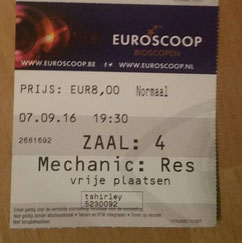 EUROSCOOP
BIOSCOPEN
WWW.EUROSCOOP.BE
WWW.EUROSCOOP.NL
PRIJS: EUR8,00 Normaal
07.09.16 19:30
2681692
ZAAL: 4
Mechanic: Res
vrije plaatsen
tshirley
5230092